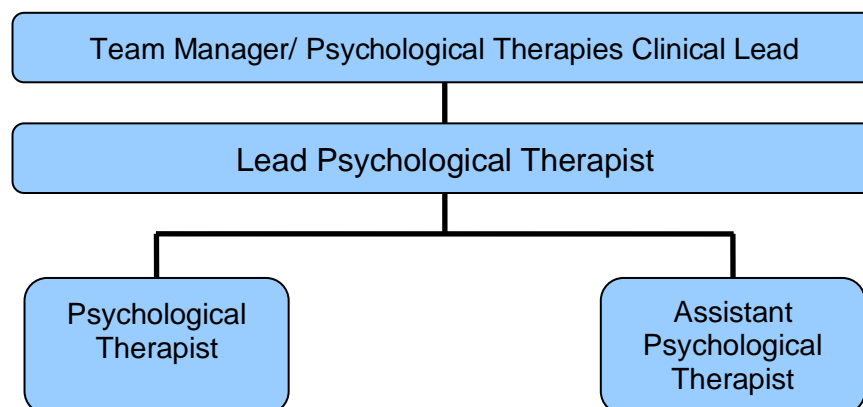 Team Manager/ Psychological Therapies Clinical Lead
Lead Psychological Therapist
Psychological
Therapist
Assistant
Psychological
Therapist